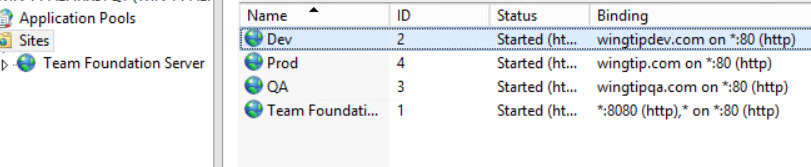 Application Pools
Sites
Team Foundation Server
Name ID Status Binding
Dev 2 Started (ht... wingtipdev.com on *:80 (http)
Prod 4 Started (ht... wingtip.com on *:80 (http)
QA 3 Started (ht... wingtipqa.com on *:80 (http)
Team Foundati... 1 Started (ht... *:8080 (http),* on *:80 (http)